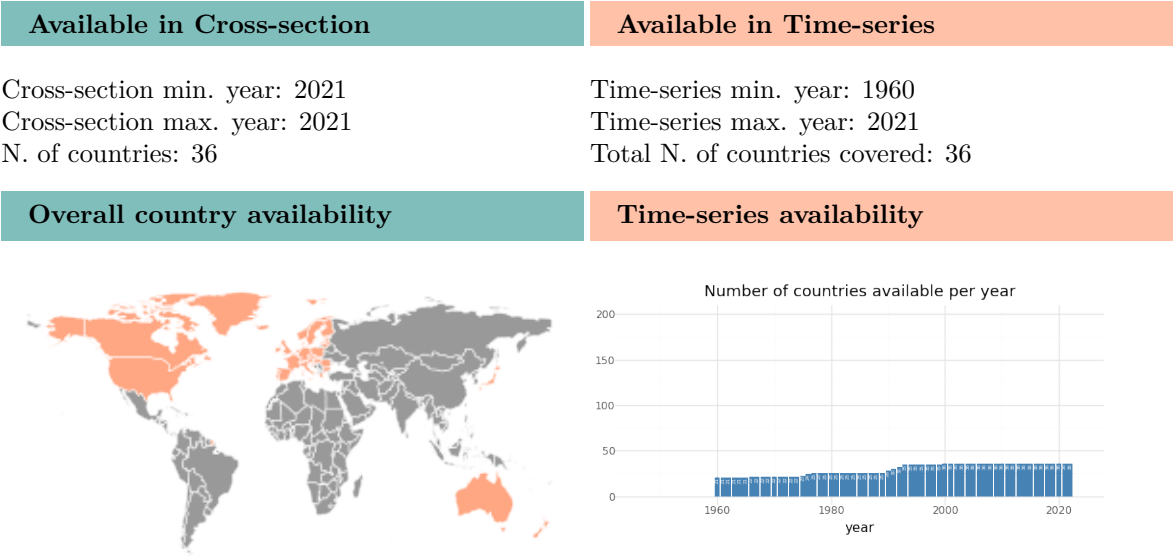 Available in Cross-section
Available in Time-series
Cross-section min. year: 2021
Cross-section max. year: 2021
N. of countries: 36
Time-series min. year: 1960
Time-series max. year: 2021
Total N. of countries covered: 36
Overall country availability
Time-series availability
Number of countries available per year
200
150
100
50
0
1960
1980
2000
2020
year